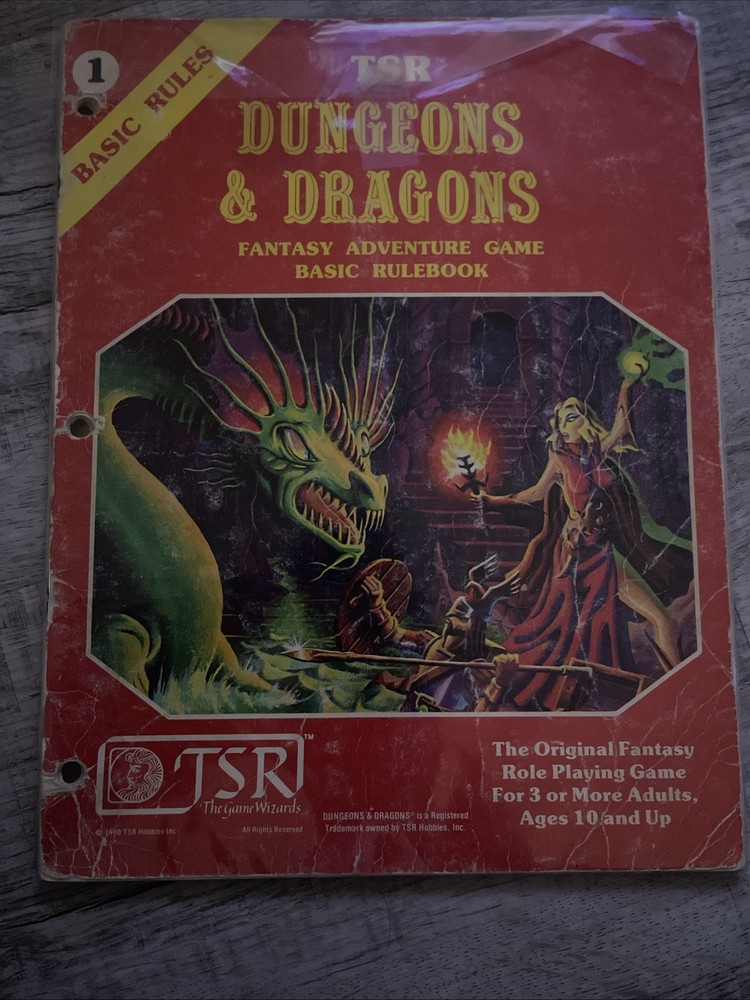 1
BASIC RULES
TSR™
DUNGEONS
& DRAGONS®
FANTASY ADVENTURE GAME
BASIC RULEBOOK
TSR™
The Game Wizards
© 1980 TSR Hobbies Inc
All Rights Reserved
DUNGEONS & DRAGONS® is a Registered
Trademark owned by TSR Hobbies, Inc.
The Original Fantasy
Role Playing Game
For 3 or More Adults,
Ages 10 and Up